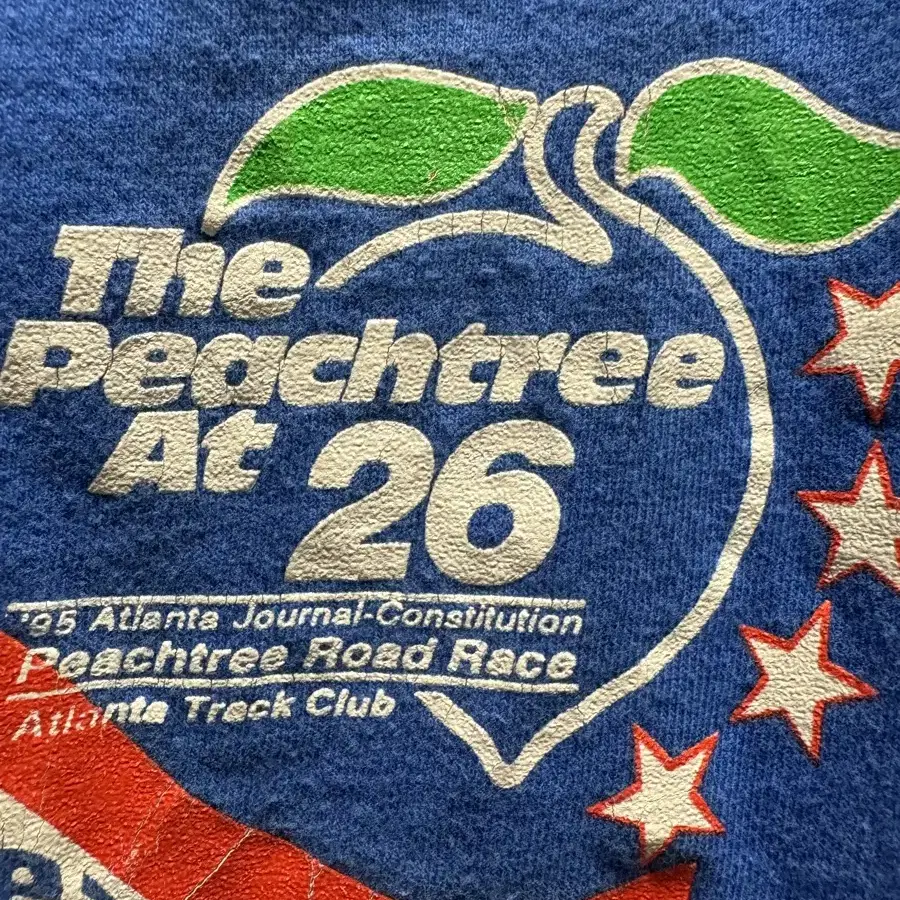 The
Peachtree
At 26
'95 Atlanta Journal-Constitution
Peachtree Road Race
Atlanta Track Club